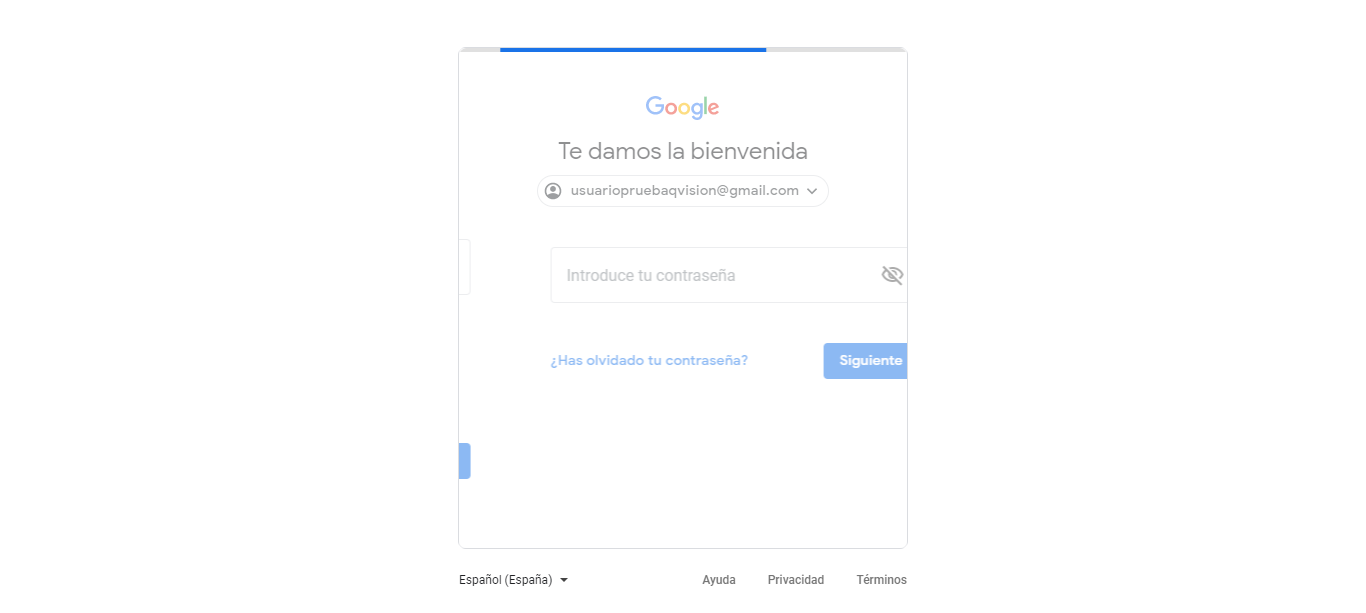 Google
Te damos la bienvenida
usuariopruebaqvision@gmail.com
Introduce tu contraseña
¿Has olvidado tu contraseña? Siguiente
Español (España) Ayuda Privacidad Términos